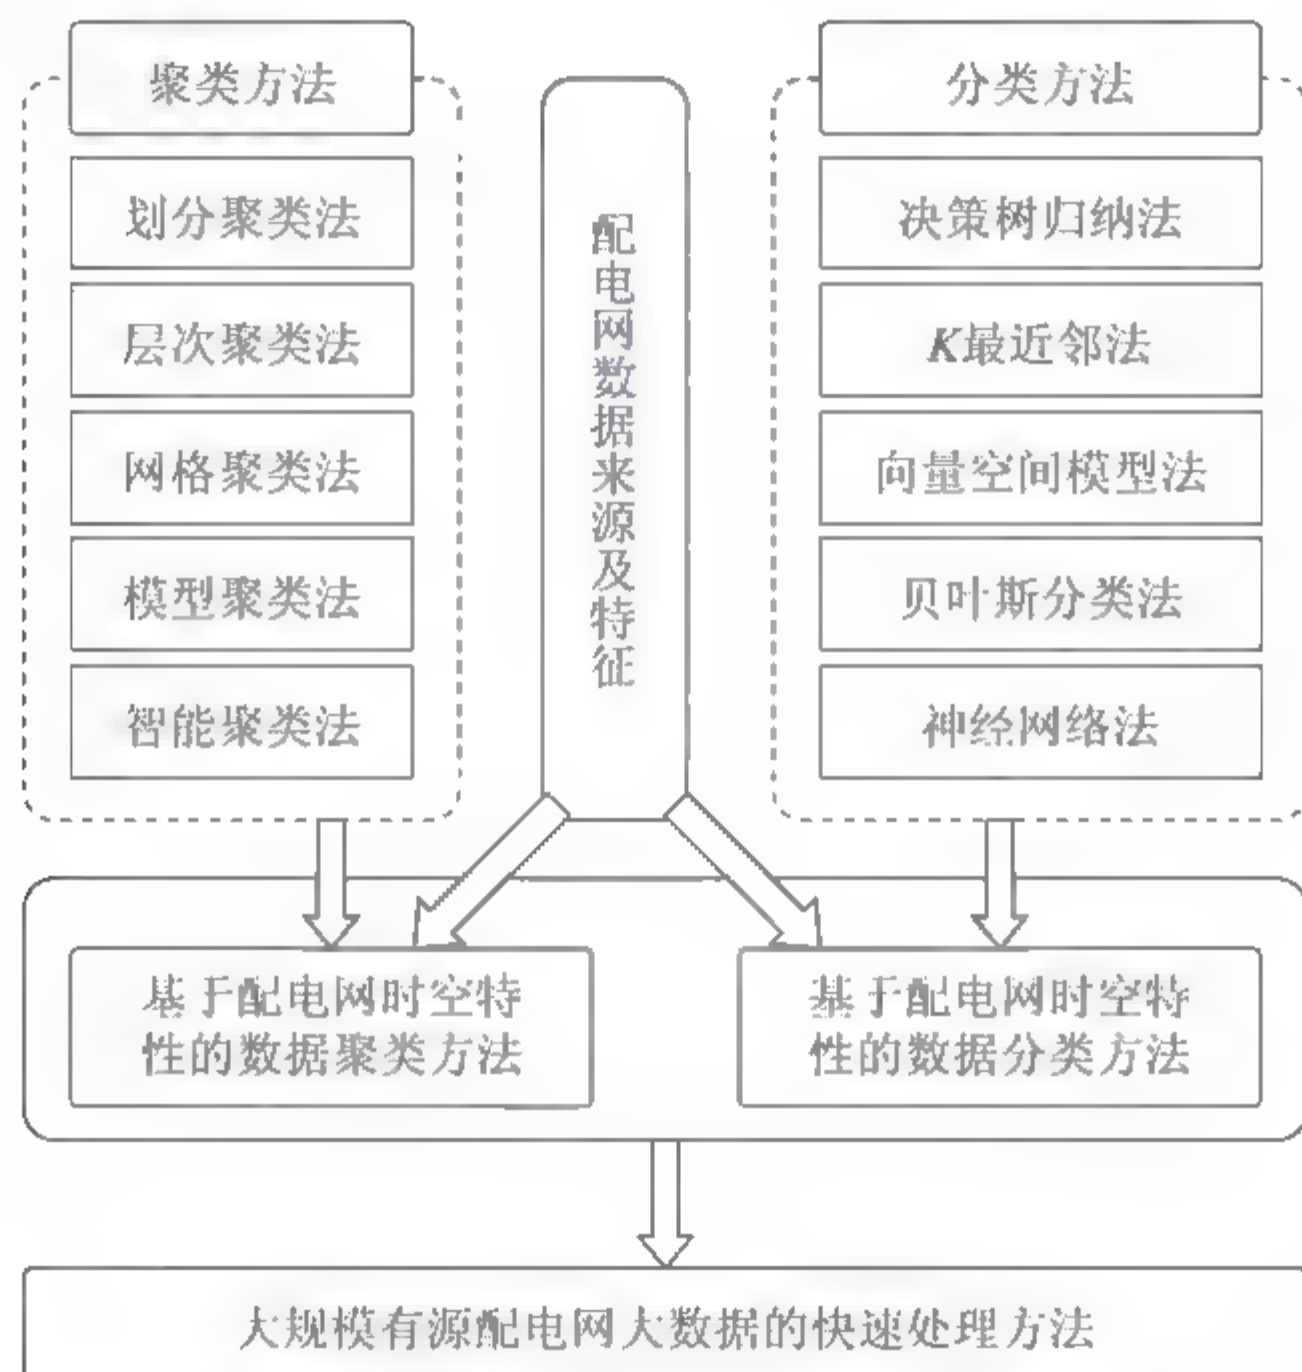 聚类方法
划分聚类法
层次聚类法
网格聚类法
模型聚类法
智能聚类法
配电网数据来源及特征
分类方法
决策树归纳法
K最近邻法
向量空间模型法
贝叶斯分类法
神经网络法
基于配电网时空特
性的数据聚类方法
基于配电网时空特
性的数据分类方法
大规模有源配电网大数据的快速处理方法